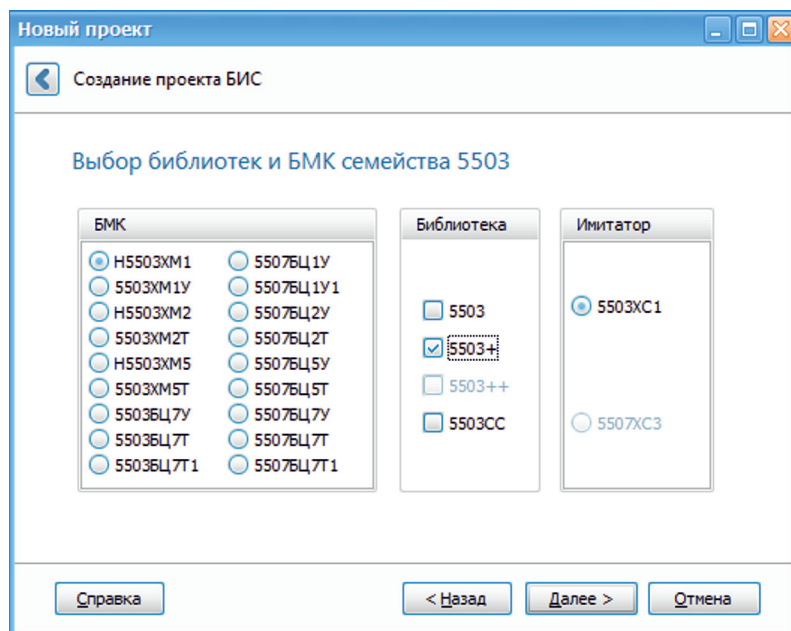 Новый проект
Создание проекта БИС
Выбор библиотек и БМК семейства 5503
БМК
Н5503ХМ1 5507БЦ1У
5503ХМ1У 5507БЦ1У1
Н5503ХМ2 5507БЦ2У
5503ХМ2Т 5507БЦ2Т
Н5503ХМ5 5507БЦ5У
5503ХМ5Т 5507БЦ5Т
5503БЦ7У 5507БЦ7У
5503БЦ7Т 5507БЦ7Т
5503БЦ7Т1 5507БЦ7Т1
Библиотека
5503
5503+
5503++
5503СС
Имитатор
5503ХС1
5507ХС3
Справка
< Назад
Далее >
Отмена